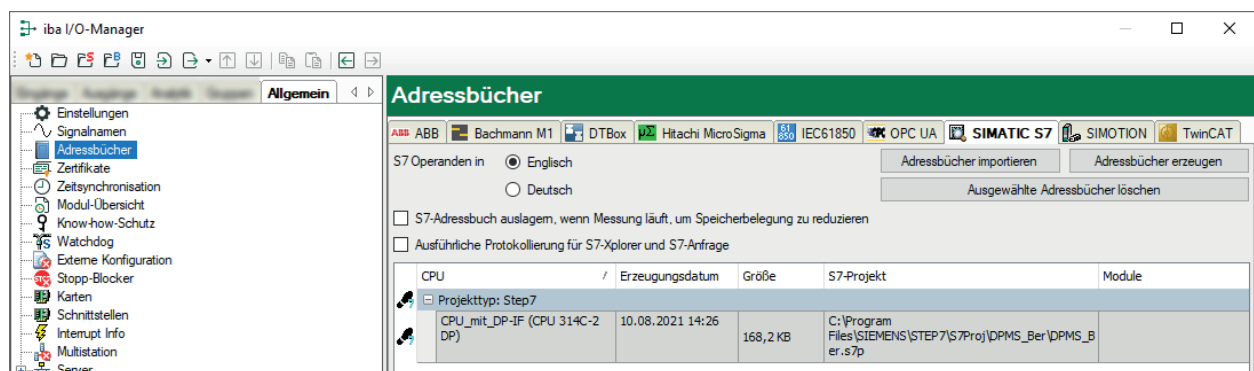 iba I/O-Manager
Allgemein
Einstellungen
Signalnamen
Adressbücher
Zertifikate
Zeitsynchronisation
Modul-Übersicht
Know-how-Schutz
Watchdog
Externe Konfiguration
Stopp-Blocker
Karten
Schnittstellen
Interrupt Info
Multistation
Server
Adressbücher
ABB ABB Bachmann M1 DTBox µΣ Hitachi MicroSigma 61 850 IEC61850 OPC UA SIMATIC S7 SIMOTION TwinCAT
S7 Operanden in Englisch Adressbücher importieren Adressbücher erzeugen
Deutsch Ausgewählte Adressbücher löschen
S7-Adressbuch auslagern, wenn Messung läuft, um Speicherbelegung zu reduzieren
Ausführliche Protokollierung für S7-Xplorer und S7-Anfrage
CPU / Erzeugungsdatum Größe S7-Projekt Module
Projekttyp: Step7
CPU_mit_DP-IF (CPU 314C-2 DP) 10.08.2021 14:26 168,2 KB C:\Program
Files\SIEMENS\STEP7\S7Proj\DPMS_Ber\DPMS_B
er.s7p